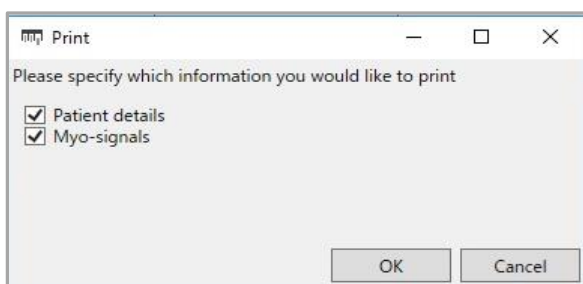 Print
Please specify which information you would like to print
Patient details
Myo-signals
OK Cancel